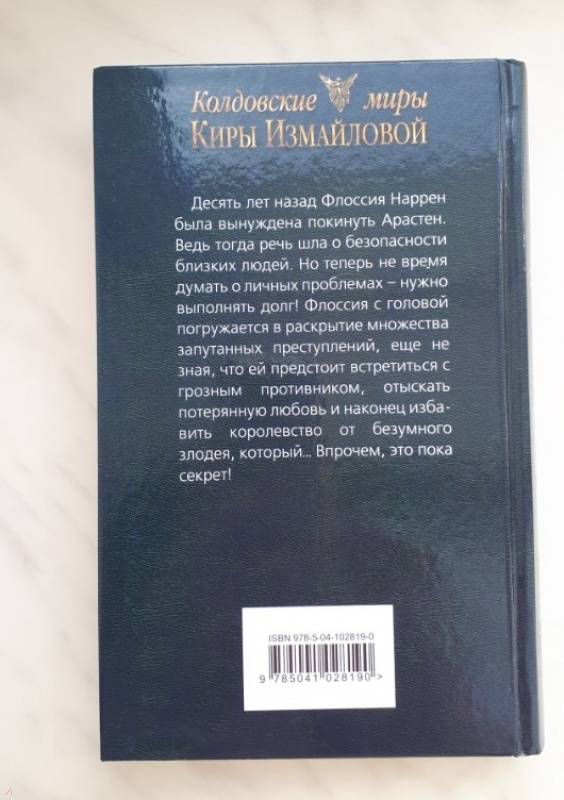 Колдовские миры
Киры Измайловой
Десять лет назад Флоссия Наррен
была вынуждена покинуть Арастен.
Ведь тогда речь шла о безопасности
близких людей. Но теперь не время
думать о личных проблемах – нужно
выполнять долг! Флоссия с головой
погружается в раскрытие множества
запутанных преступлений, еще не
зная, что ей предстоит встретиться с
грозным противником, отыскать
потерянную любовь и наконец изба-
вить королевство от безумного
злодея, который... Впрочем, это пока
секрет!
ISBN 978-5-04-102819-0
9 785041 028190 >